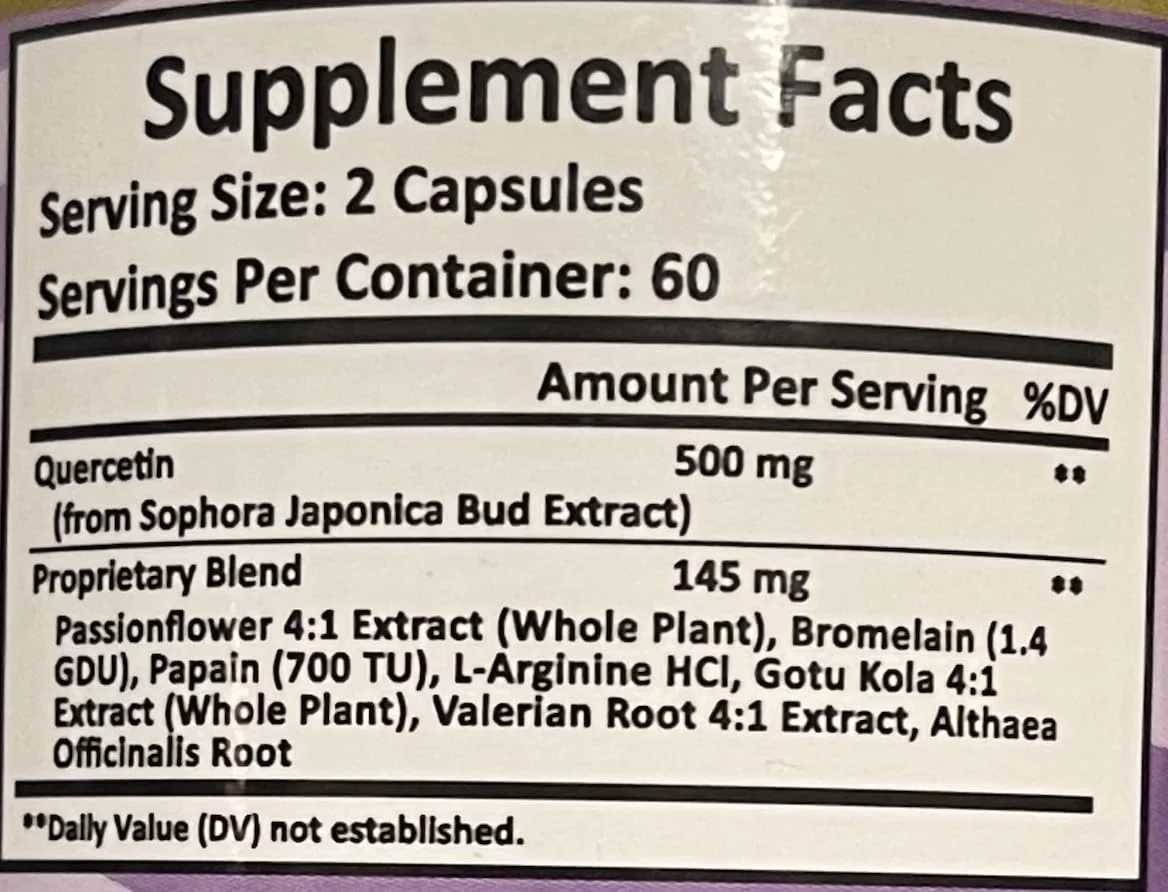 Supplement Facts
Serving Size: 2 Capsules
Servings Per Container: 60
Amount Per Serving %DV
Quercetin 500 mg **
(from Sophora Japonica Bud Extract)
Proprietary Blend 145 mg **
Passionflower 4:1 Extract (Whole Plant), Bromelain (1.4
GDU), Papain (700 TU), L-Arginine HCl, Gotu Kola 4:1
Extract (Whole Plant), Valerian Root 4:1 Extract, Althaea
Officinalis Root
**Daily Value (DV) not established.